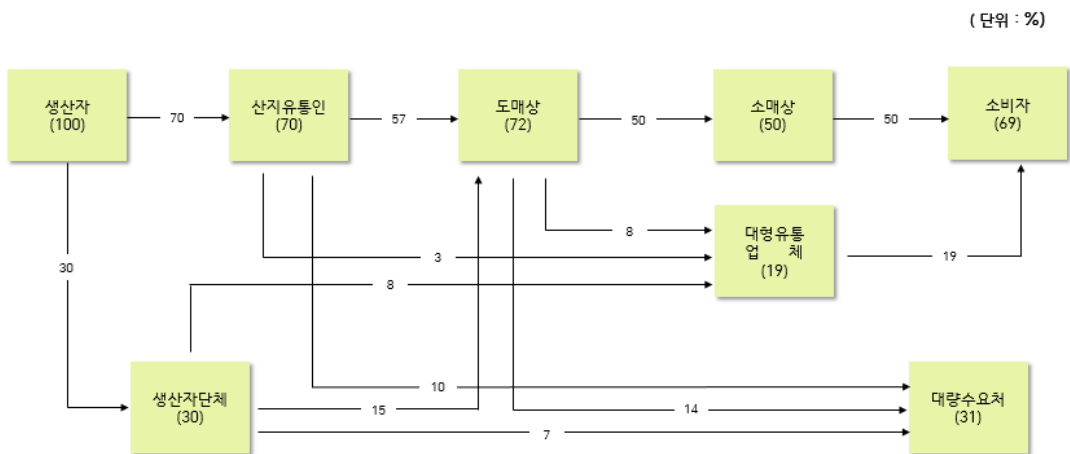 ( 단위 : %)
생산자
(100)
70
산지유통인
(70)
57
도매상
(72)
50
소매상
(50)
50
소비자
(69)
30
8
3
8
대형유통
업 체
(19)
19
생산자단체
(30)
10
15
14
7
대량수요처
(31)